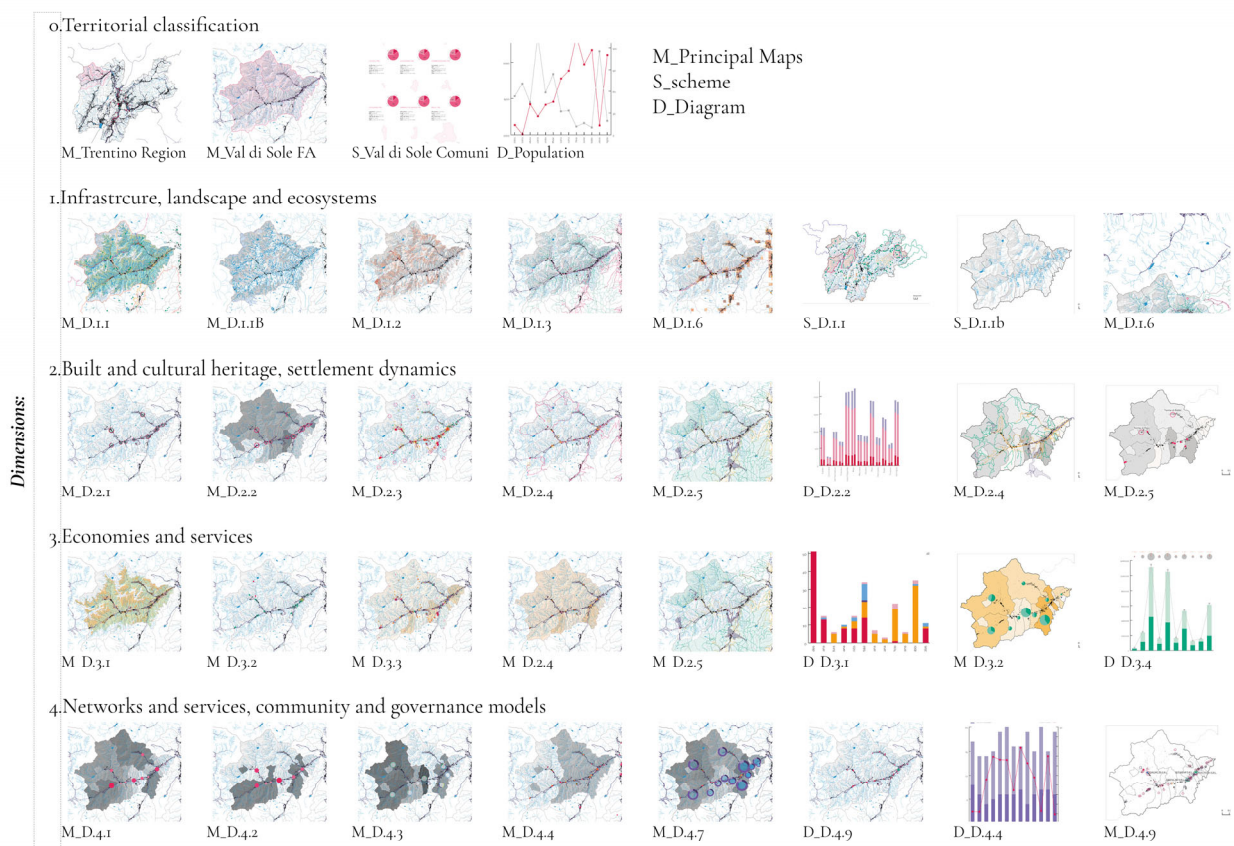 0.Territorial classification
M_Principal Maps
S_scheme
D_Diagram
M_Trentino Region M_Val di Sole FA S_Val di Sole Comuni D_Population
1.Infrastrcure, landscape and ecosystems
M_D.1.1 M_D.1.1B M_D.1.2 M_D.1.3 M_D.1.6 S_D.1.1 S_D.1.1b M_D.1.6
2.Built and cultural heritage, settlement dynamics
M_D.2.1 M_D.2.2 M_D.2.3 M_D.2.4 M_D.2.5 D_D.2.2 M_D.2.4 M_D.2.5
Dimensions:
3.Economies and services
M D.3.1 M D.3.2 M D.3.3 M D.2.4 M D.2.5 D D.3.1 M D.3.2 D D.3.4
4.Networks and services, community and governance models
M_D.4.1 M_D.4.2 M_D.4.3 M_D.4.4 M_D.4.7 D_D.4.9 D_D.4.4 M_D.4.9